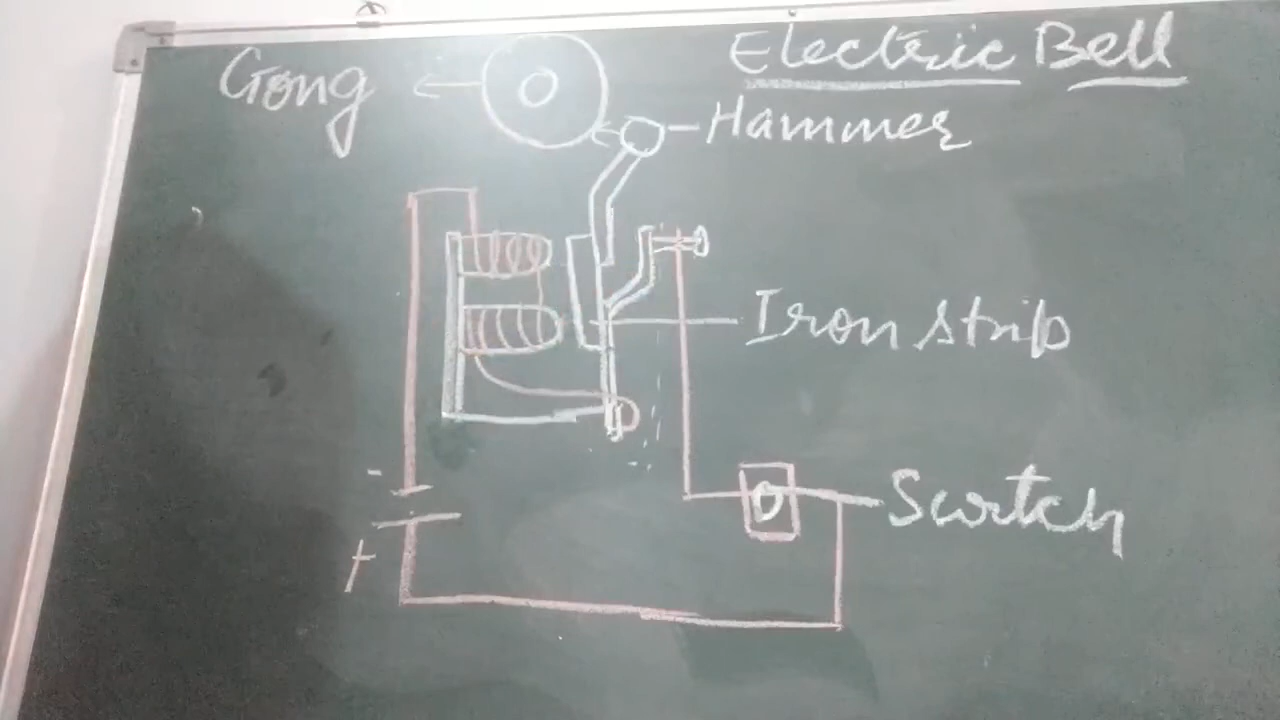 Electric Bell
Gong
Hammer
Iron strip
Switch
-
+